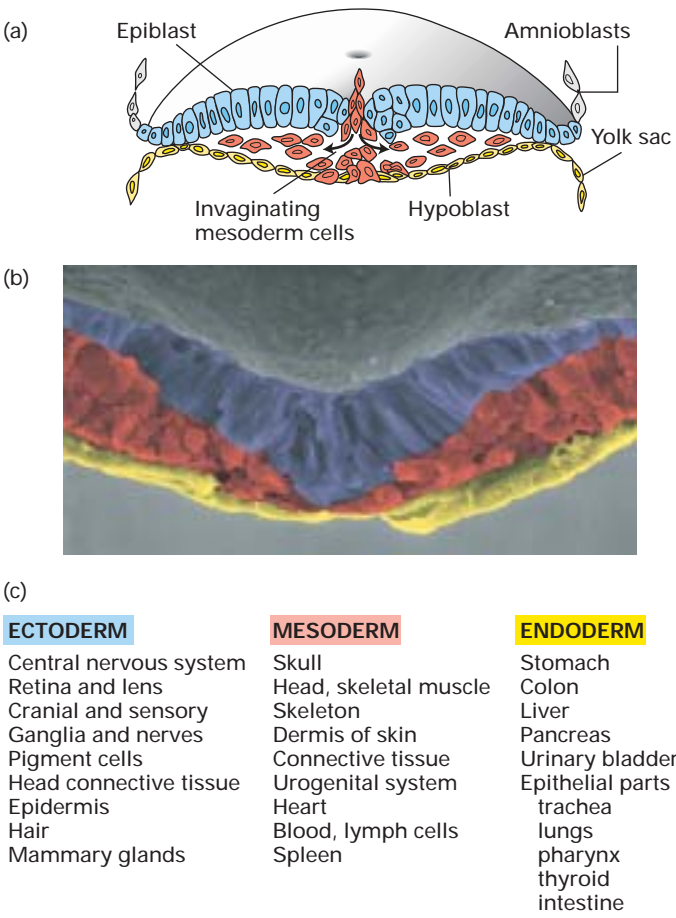 (a)
Epiblast
Amnioblasts
Yolk sac
Invaginating
mesoderm cells
Hypoblast
(b)
(c)
ECTODERM
Central nervous system
Retina and lens
Cranial and sensory
Ganglia and nerves
Pigment cells
Head connective tissue
Epidermis
Hair
Mammary glands
MESODERM
Skull
Head, skeletal muscle
Skeleton
Dermis of skin
Connective tissue
Urogenital system
Heart
Blood, lymph cells
Spleen
ENDODERM
Stomach
Colon
Liver
Pancreas
Urinary bladder
Epithelial parts
trachea
lungs
pharynx
thyroid
intestine